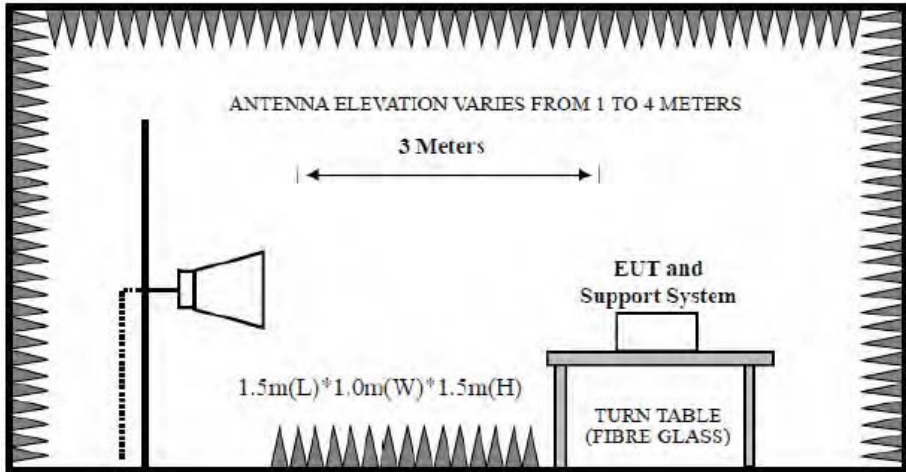 ANTENNA ELEVATION VARIES FROM 1 TO 4 METERS
3 Meters
EUT and
Support System
1.5m(L)*1.0m(W)*1.5m(H)
TURN TABLE
(FIBRE GLASS)